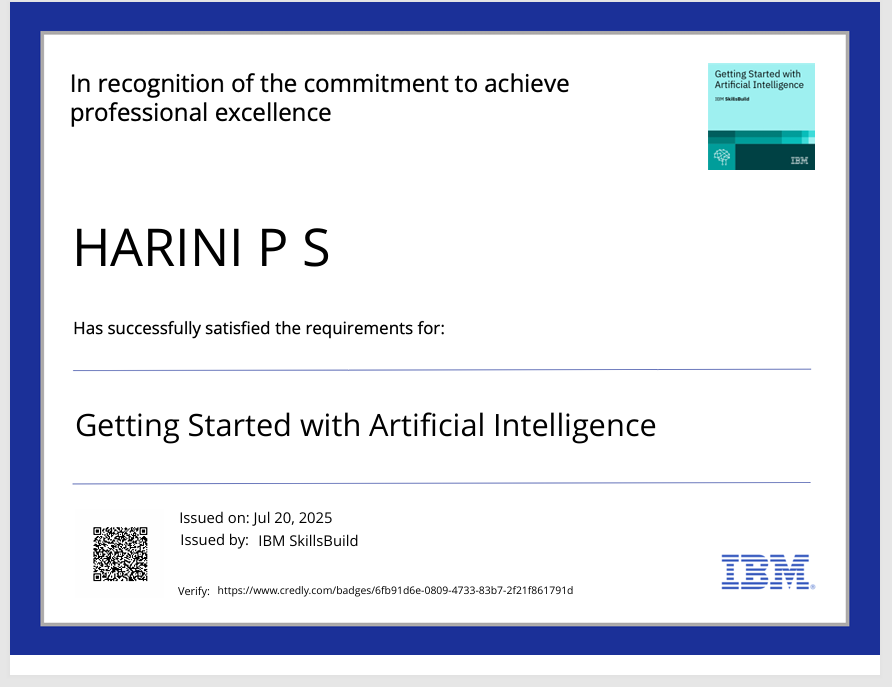 In recognition of the commitment to achieve
professional excellence
Getting Started with
Artificial Intelligence
IBM SkillsBuild
IBM
HARINI P S
Has successfully satisfied the requirements for:
Getting Started with Artificial Intelligence
Issued on: Jul 20, 2025
Issued by: IBM SkillsBuild
Verify: https://www.credly.com/badges/6fb91d6e-0809-4733-83b7-2f21f861791d
IBM®